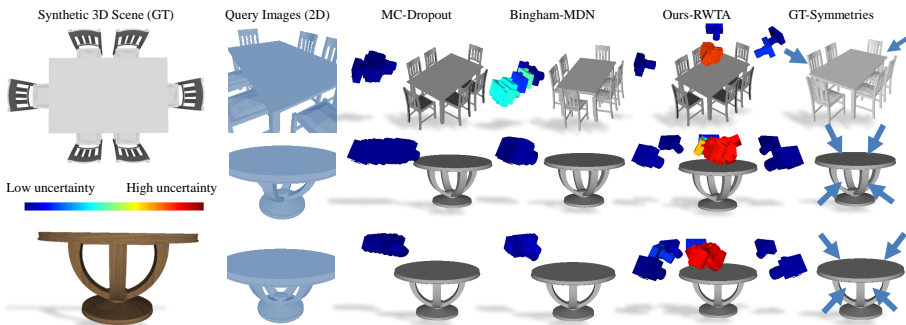 Synthetic 3D Scene (GT) Query Images (2D) MC-Dropout Bingham-MDN Ours-RWTA GT-Symmetries
Low uncertainty High uncertainty